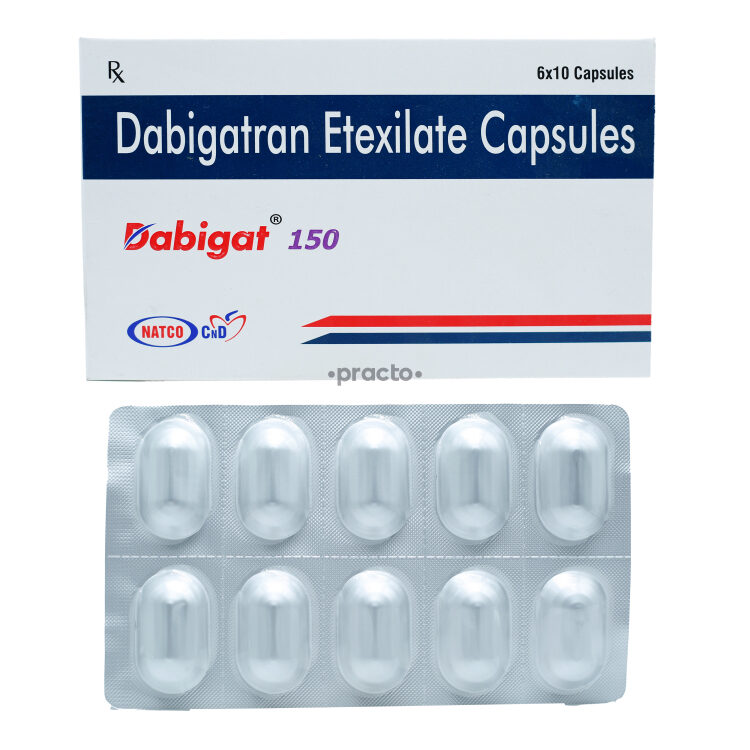 Rx
6x10 Capsules
Dabigatran Etexilate Capsules
Dabigat® 150
NATCO CND
•practo•